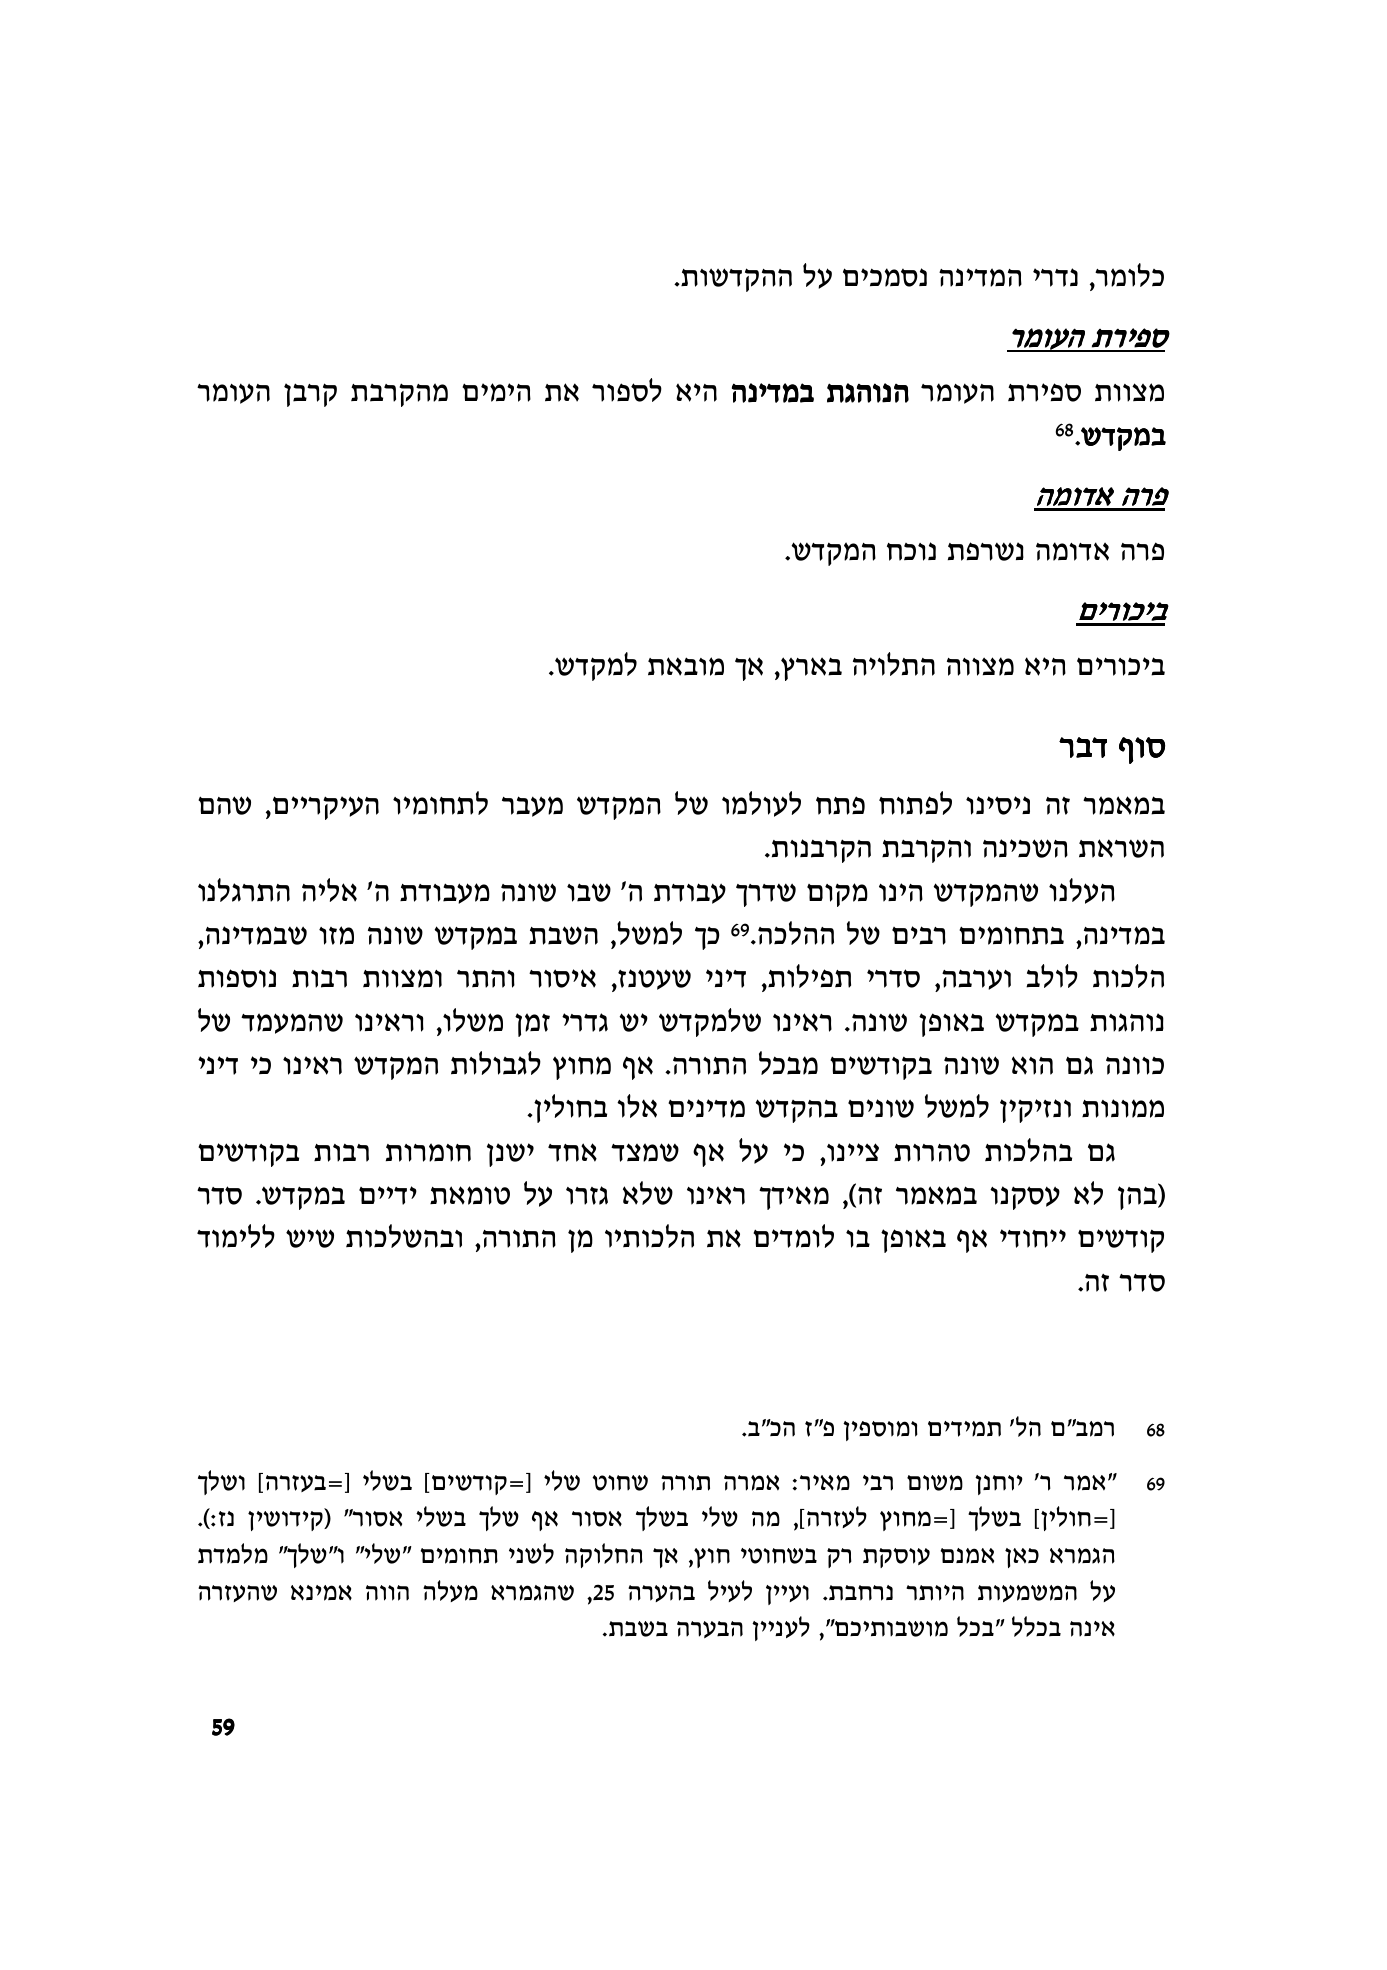 כלומר, נדרי המדינה נסמכים על ההקדשות.
ספירת העומר
מצוות ספירת העומר הנוהגת במדינה היא לספור את הימים מהקרבת קרבן העומר
במקדש.68
פרה אדומה
פרה אדומה נשרפת נוכח המקדש.
ביכורים
ביכורים היא מצווה התלויה בארץ, אך מובאת למקדש.
סוף דבר
במאמר זה ניסינו לפתוח פתח לעולמו של המקדש מעבר לתחומיו העיקריים, שהם
השראת השכינה והקרבת הקרבנות.
העלנו שהמקדש הינו מקום שדרך עבודת ה' שבו שונה מעבודת ה' אליה התרגלנו
במדינה, בתחומים רבים של ההלכה.69 כך למשל, השבת במקדש שונה מזו שבמדינה,
הלכות לולב וערבה, סדרי תפילות, דיני שעטנז, איסור והתר ומצוות רבות נוספות
נוהגות במקדש באופן שונה. ראינו שלמקדש יש גדרי זמן משלו, וראינו שהמעמד של
כוונה גם הוא שונה בקודשים מבכל התורה. אף מחוץ לגבולות המקדש ראינו כי דיני
ממונות ונזיקין למשל שונים בהקדש מדינים אלו בחולין.
גם בהלכות טהרות ציינו, כי על אף שמצד אחד ישנן חומרות רבות בקודשים
(בהן לא עסקנו במאמר זה), מאידך ראינו שלא גזרו על טומאת ידיים במקדש. סדר
קודשים ייחודי אף באופן בו לומדים את הלכותיו מן התורה, ובהשלכות שיש ללימוד
סדר זה.
68 רמב"ם הל' תמידים ומוספין פ"ז הכ"ב.
69 "אמר ר' יוחנן משום רבי מאיר: אמרה תורה שחוט שלי [=קודשים] בשלי [=בעזרה] ושלך
[=חולין] בשלך [=מחוץ לעזרה], מה שלי בשלך אסור אף שלך בשלי אסור" (קידושין נז:).
הגמרא כאן אמנם עוסקת רק בשחוטי חוץ, אך החלוקה לשני תחומים "שלי" ו"שלך" מלמדת
על המשמעות היותר נרחבת. ועיין לעיל בהערה 25, שהגמרא מעלה הווה אמינא שהעזרה
אינה בכלל "בכל מושבותיכם", לעניין הבערה בשבת.
59